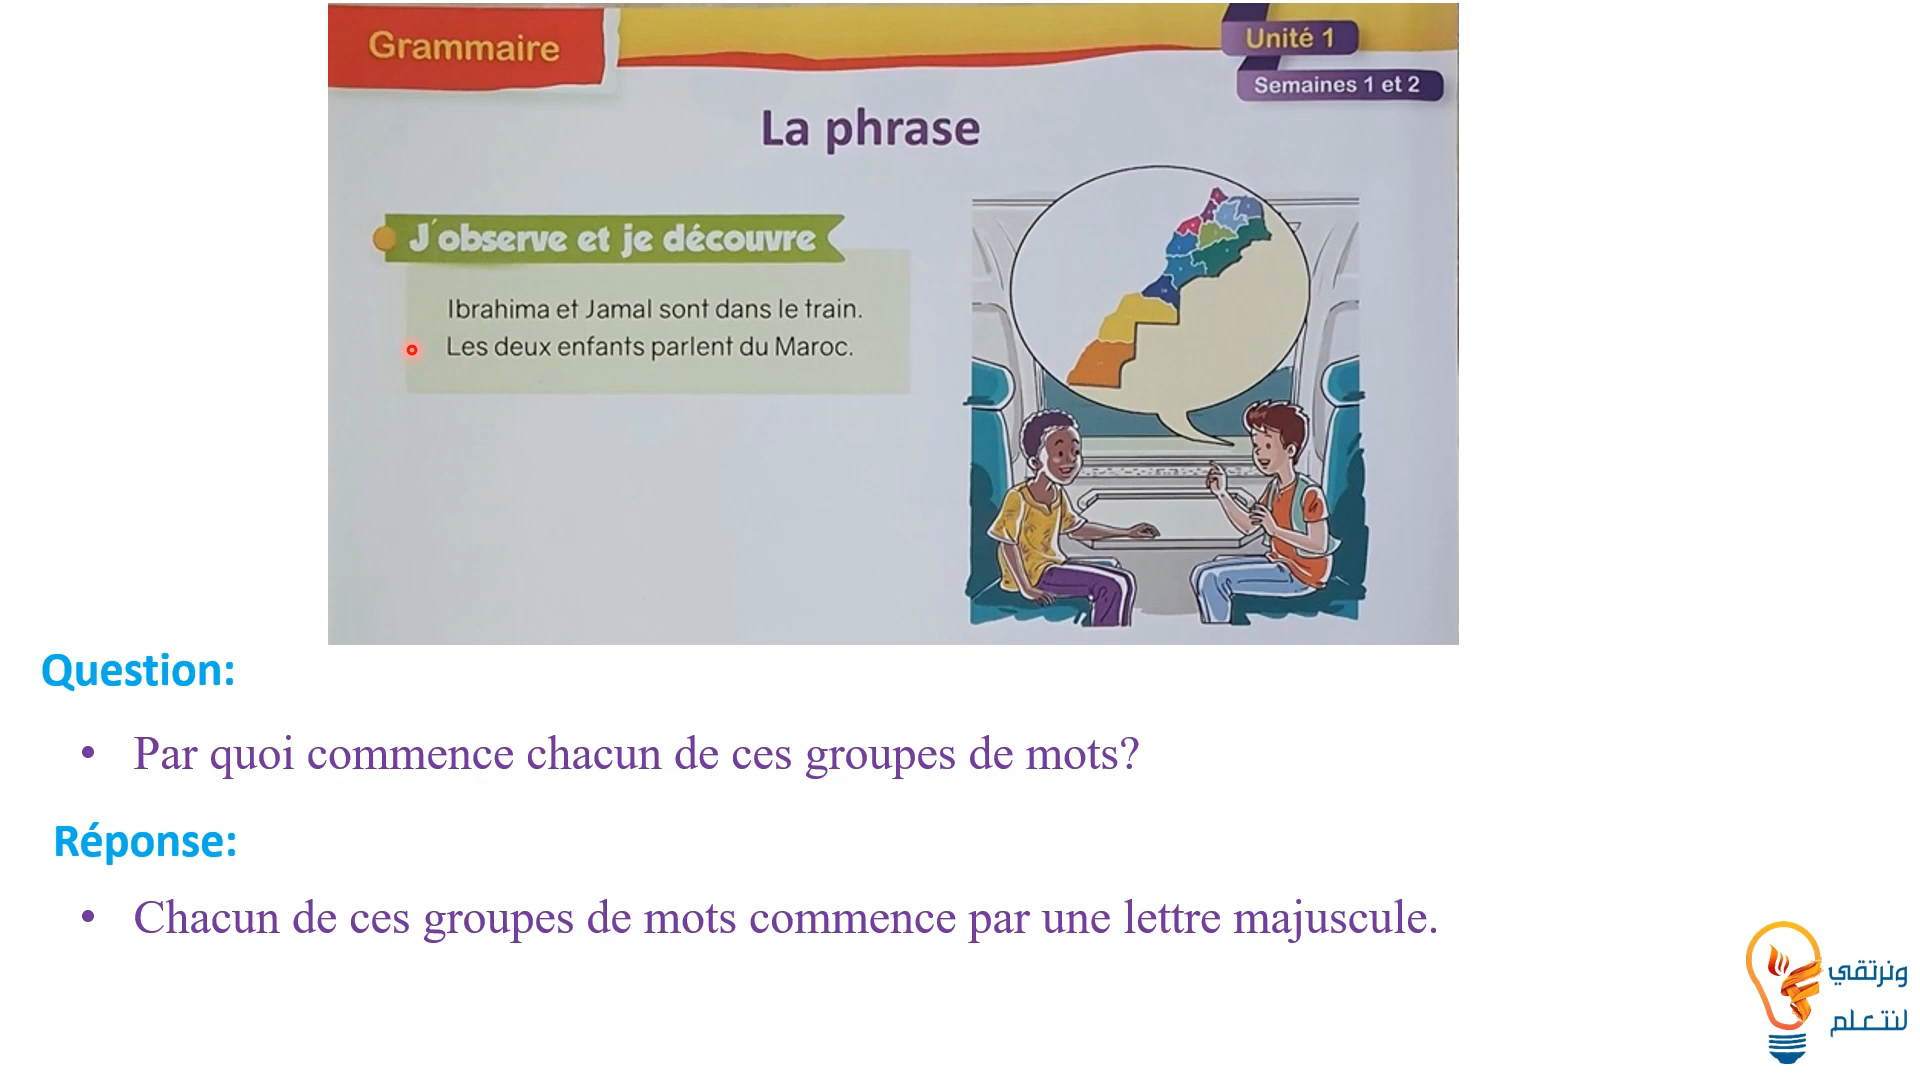 Grammaire
Unité 1
Semaines 1 et 2
La phrase
J'observe et je découvre
Ibrahima et Jamal sont dans le train.
Les deux enfants parlent du Maroc.
Question:
• Par quoi commence chacun de ces groupes de mots?
Réponse:
• Chacun de ces groupes de mots commence par une lettre majuscule.
ونرتقي
لنتعلم